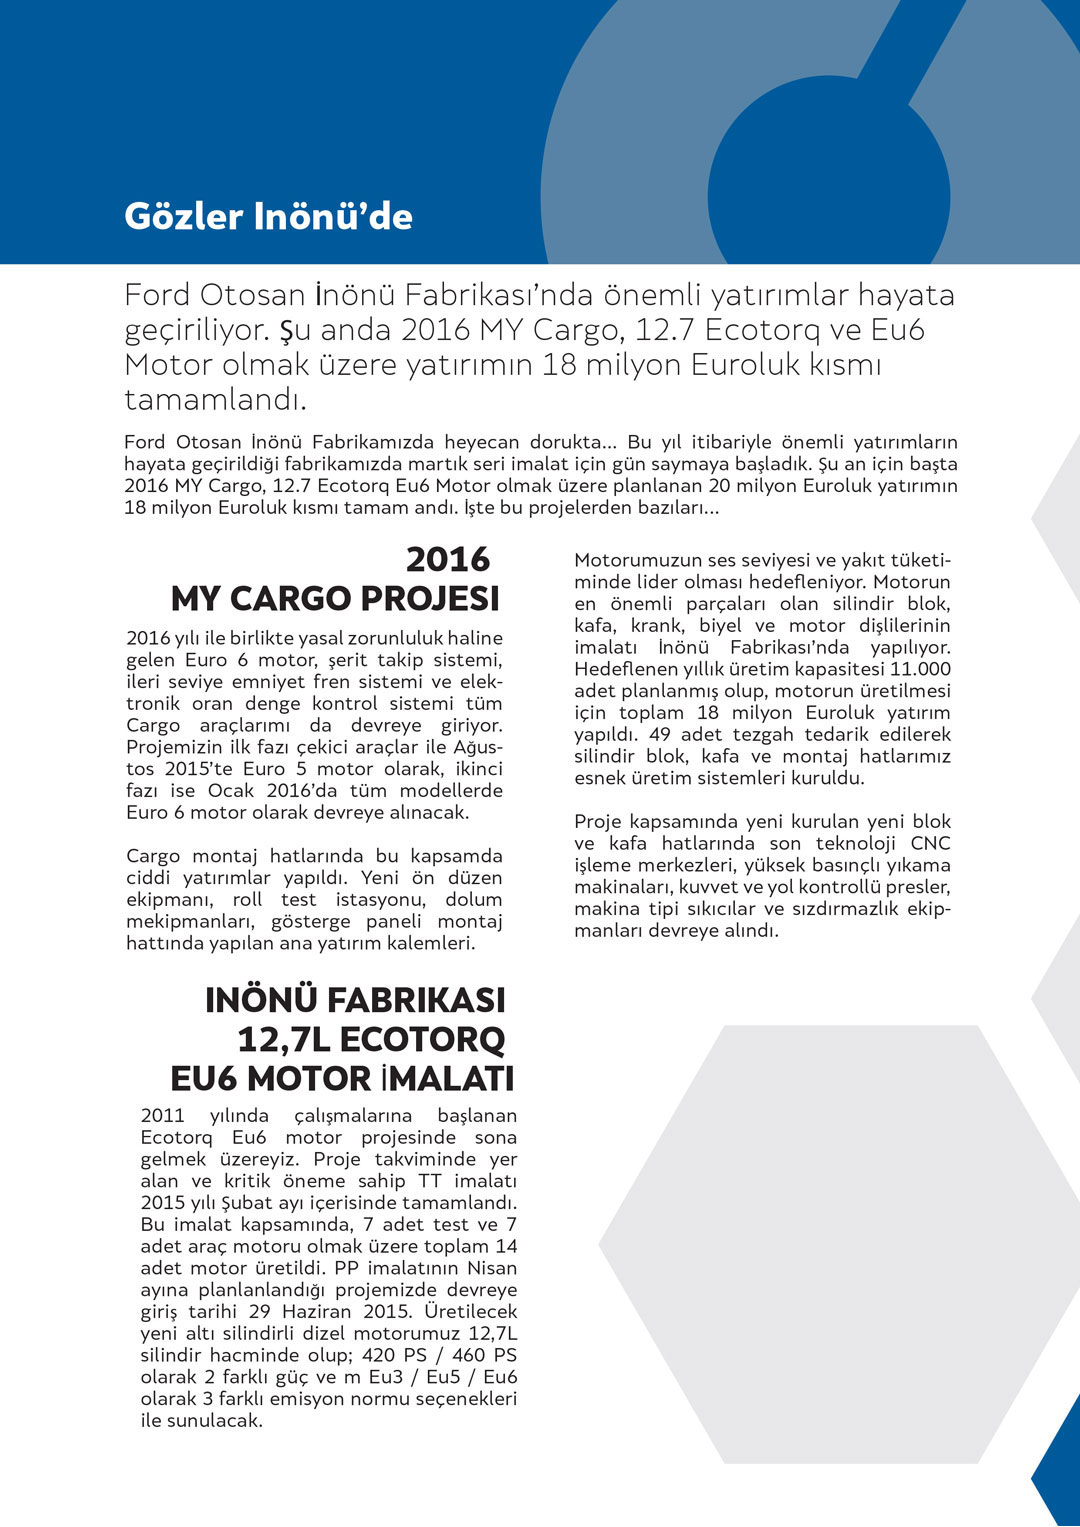 Gözler Inönü’de
Ford Otosan İnönü Fabrikası’nda önemli yatırımlar hayata
geçiriliyor. Şu anda 2016 MY Cargo, 12.7 Ecotorq ve Eu6
Motor olmak üzere yatırımın 18 milyon Euroluk kısmı
tamamlandı.
Ford Otosan İnönü Fabrikamızda heyecan dorukta... Bu yıl itibariyle önemli yatırımların
hayata geçirildiği fabrikamızda martık seri imalat için gün saymaya başladık. Şu an için başta
2016 MY Cargo, 12.7 Ecotorq Eu6 Motor olmak üzere planlanan 20 milyon Euroluk yatırımın
18 milyon Euroluk kısmı tamam andı. İşte bu projelerden bazıları...
2016
MY CARGO PROJESI
2016 yılı ile birlikte yasal zorunluluk haline
gelen Euro 6 motor, şerit takip sistemi,
ileri seviye emniyet fren sistemi ve elek-
tronik oran denge kontrol sistemi tüm
Cargo araçlarımı da devreye giriyor.
Projemizin ilk fazı çekici araçlar ile Ağus-
tos 2015’te Euro 5 motor olarak, ikinci
fazı ise Ocak 2016’da tüm modellerde
Euro 6 motor olarak devreye alınacak.
Cargo montaj hatlarında bu kapsamda
ciddi yatırımlar yapıldı. Yeni ön düzen
ekipmanı, roll test istasyonu, dolum
mekipmanları, gösterge paneli montaj
hattında yapılan ana yatırım kalemleri.
INÖNÜ FABRIKASI
12,7L ECOTORQ
EU6 MOTOR İMALATI
2011 yılında çalışmalarına başlanan
Ecotorq Eu6 motor projesinde sona
gelmek üzereyiz. Proje takviminde yer
alan ve kritik öneme sahip TT imalatı
2015 yılı Şubat ayı içerisinde tamamlandı.
Bu imalat kapsamında, 7 adet test ve 7
adet araç motoru olmak üzere toplam 14
adet motor üretildi. PP imalatının Nisan
ayına planlanlandığı projemizde devreye
giriş tarihi 29 Haziran 2015. Üretilecek
yeni altı silindirli dizel motorumuz 12,7L
silindir hacminde olup; 420 PS / 460 PS
olarak 2 farklı güç ve m Eu3 / Eu5 / Eu6
olarak 3 farklı emisyon normu seçenekleri
ile sunulacak.
Motorumuzun ses seviyesi ve yakıt tüketi-
minde lider olması hedefleniyor. Motorun
en önemli parçaları olan silindir blok,
kafa, krank, biyel ve motor dişlilerinin
imalatı İnönü Fabrikası’nda yapılıyor.
Hedeflenen yıllık üretim kapasitesi 11.000
adet planlanmış olup, motorun üretilmesi
için toplam 18 milyon Euroluk yatırım
yapıldı. 49 adet tezgah tedarik edilerek
silindir blok, kafa ve montaj hatlarımız
esnek üretim sistemleri kuruldu.
Proje kapsamında yeni kurulan yeni blok
ve kafa hatlarında son teknoloji CNC
işleme merkezleri, yüksek basınçlı yıkama
makinaları, kuvvet ve yol kontrollü presler,
makina tipi sıkıcılar ve sızdırmazlık ekip-
manları devreye alındı.